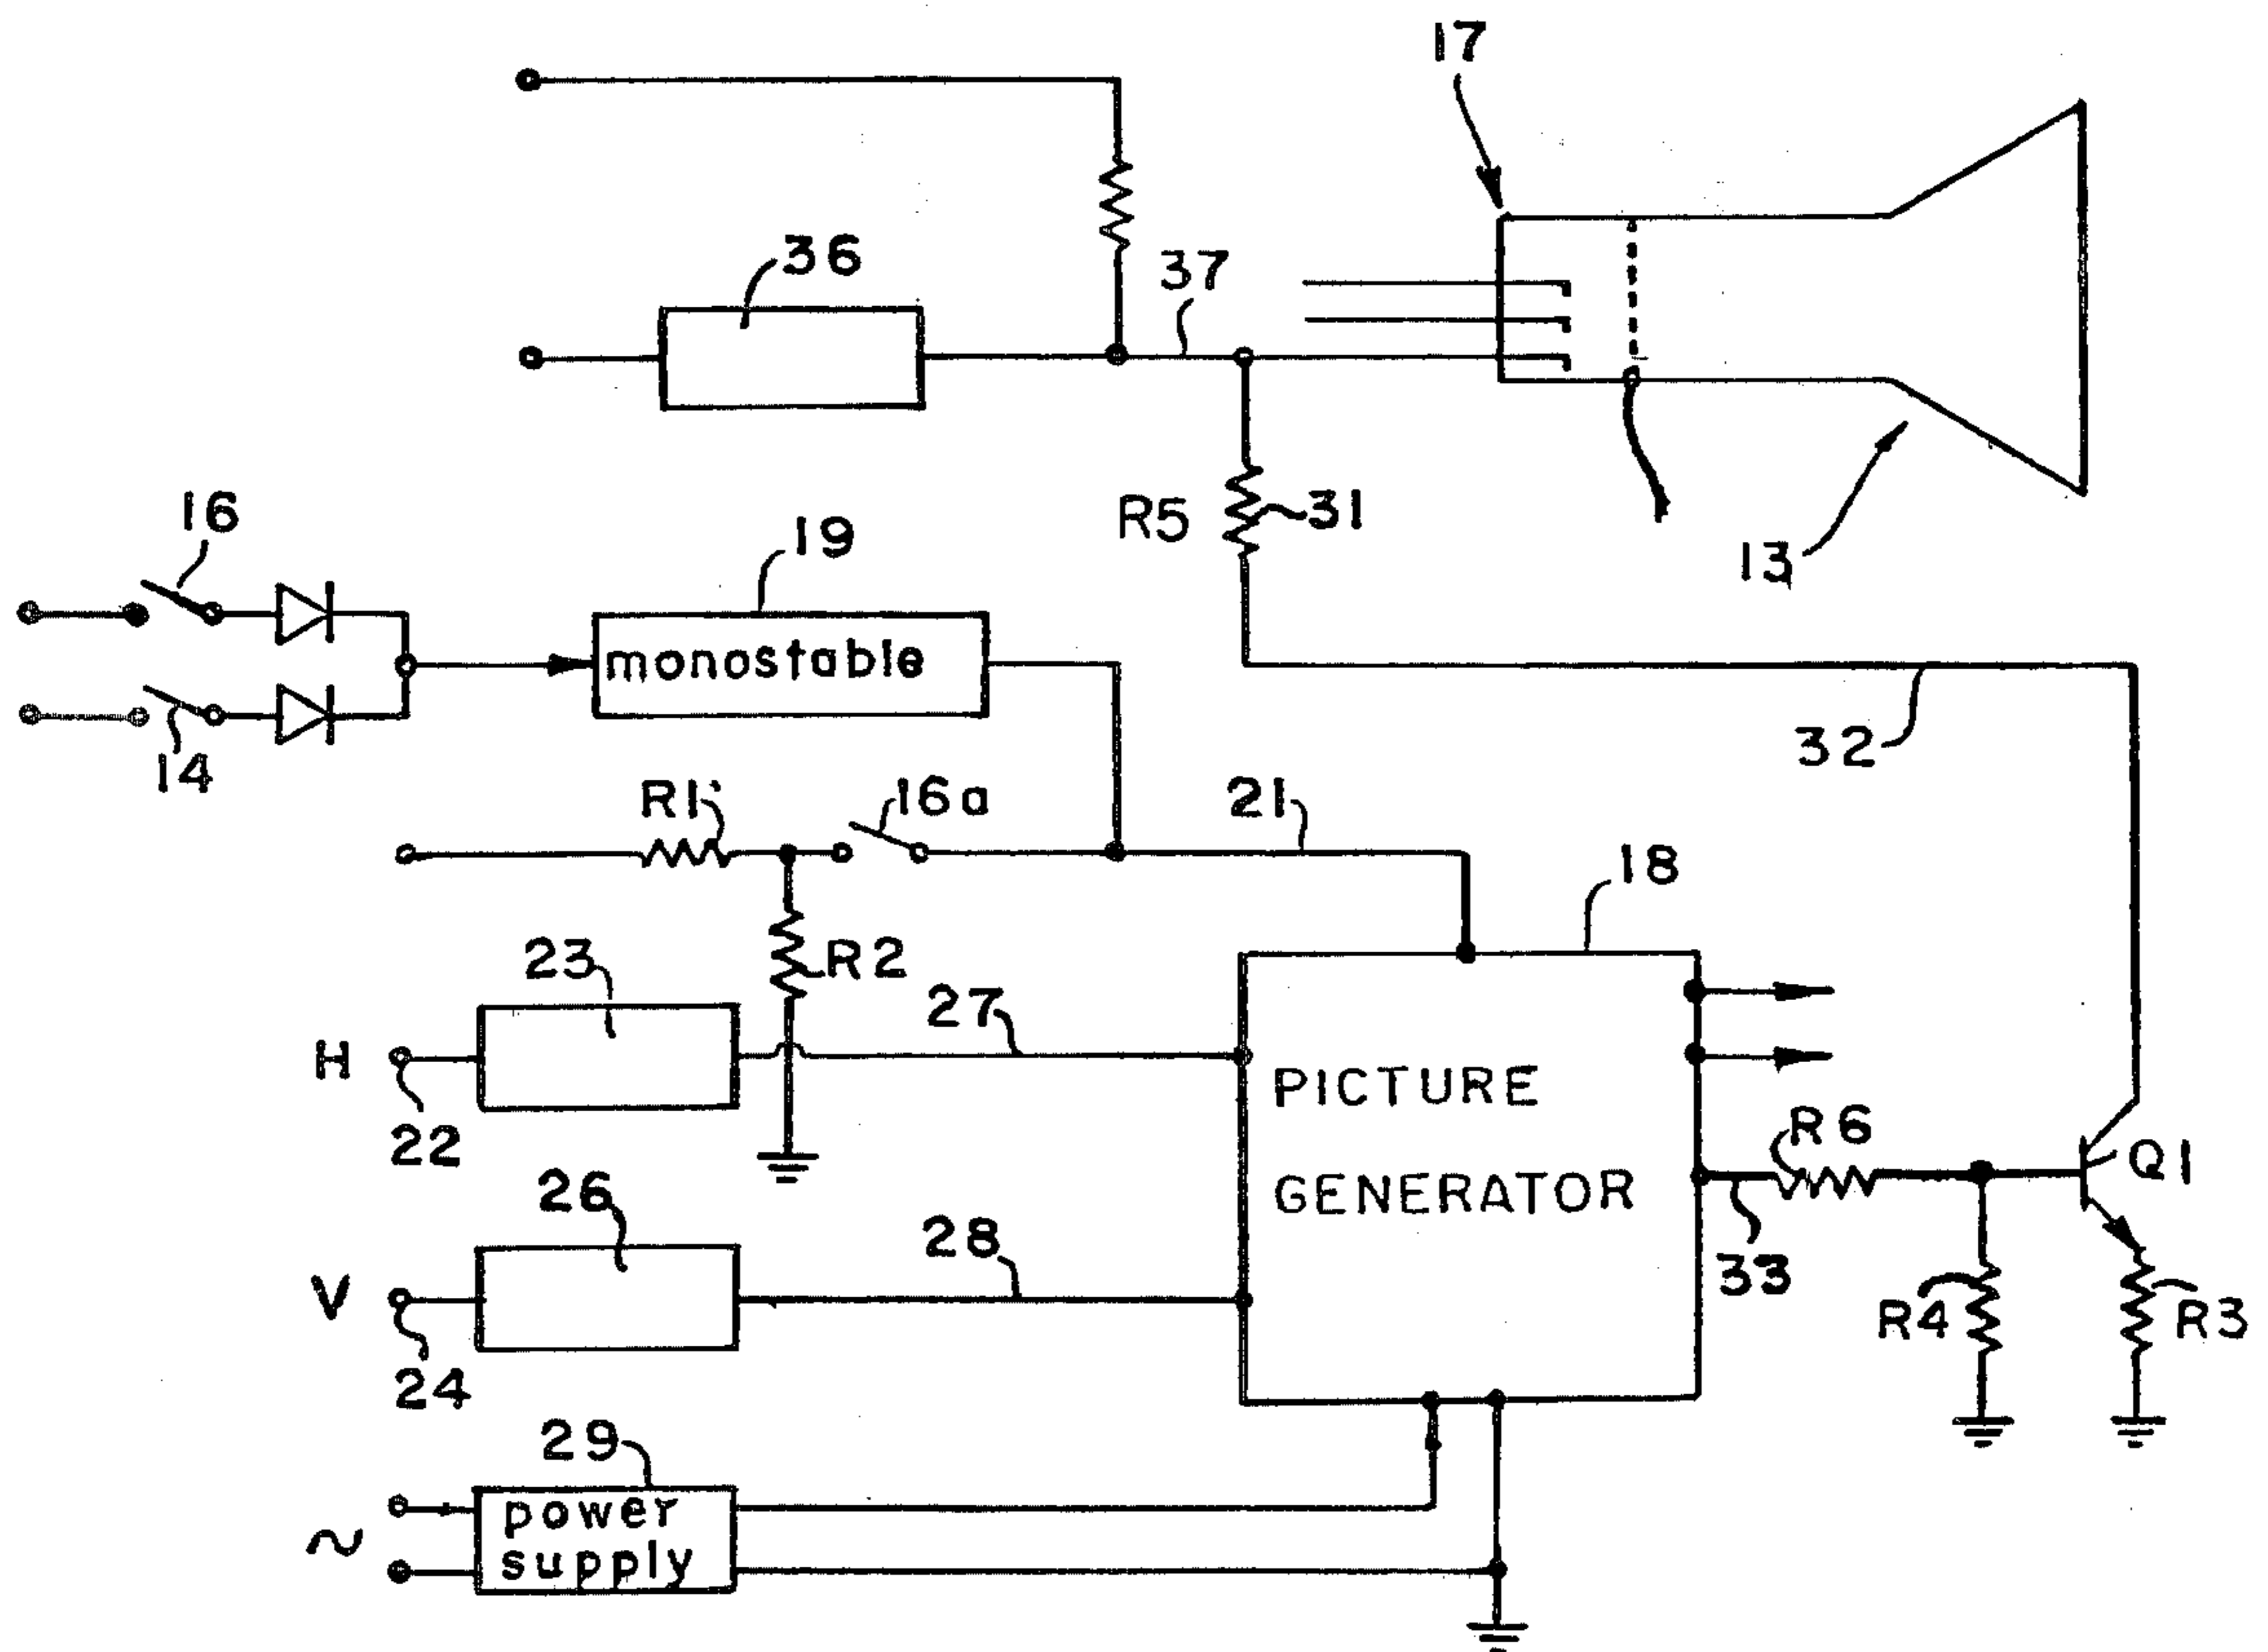 17
36
37
16
19
R5
31
13
monostable
14
32
R1
16a
21
18
23
R2
27
H
PICTURE
22
R6
Q1
26
GENERATOR
28
33
V
R4
R3
24
29
power
~
supply